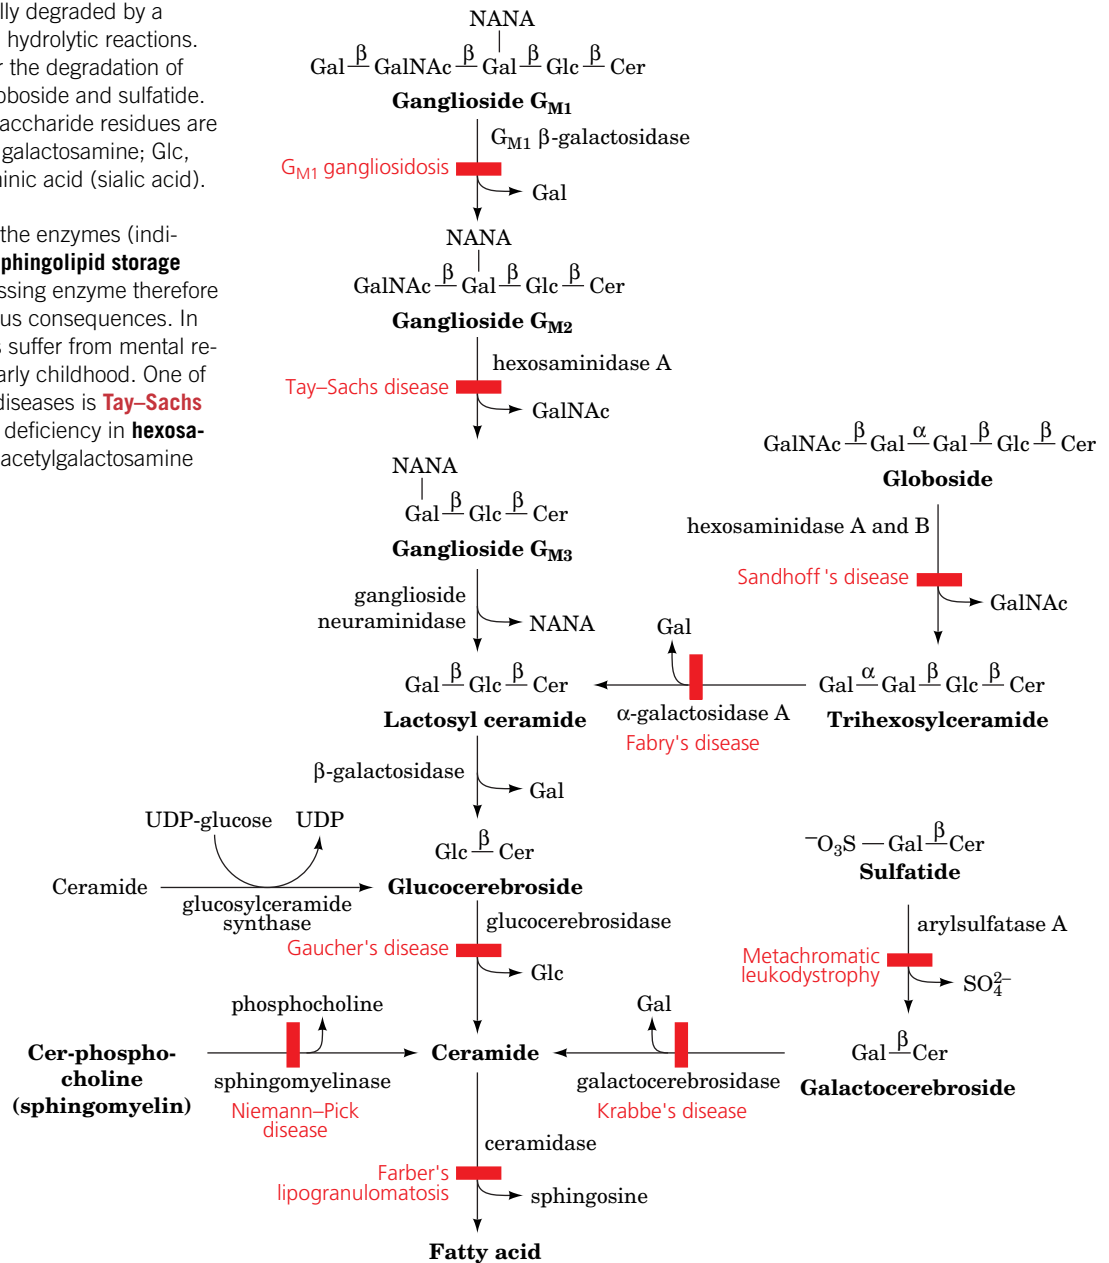 lly degraded by a
hydrolytic reactions.
r the degradation of
oboside and sulfatide.
saccharide residues are
galactosamine; Glc,
ninic acid (sialic acid).
the enzymes (indi-
phingolipid storage
ssing enzyme therefore
us consequences. In
s suffer from mental re-
arly childhood. One of
diseases is Tay–Sachs
deficiency in hexosa-
acetylgalactosamine
NANA
Gal β GalNAc β Gal β Glc β Cer
Ganglioside GM1
GM1 β-galactosidase
GM1 gangliosidosis
Gal
NANA
GalNAc β Gal β Glc β Cer
Ganglioside GM2
hexosaminidase A
Tay–Sachs disease
GalNAc
NANA
Gal β Glc β Cer
Ganglioside GM3
ganglioside
neuraminidase
NANA
GalNAc β Gal α Gal β Glc β Cer
Globoside
hexosaminidase A and B
Sandhoff's disease
GalNAc
Gal α Gal β Glc β Cer
Trihexosylceramide
Gal
α-galactosidase A
Fabry's disease
Gal β Glc β Cer
Lactosyl ceramide
β-galactosidase
Gal
UDP-glucose UDP
Ceramide
glucosylceramide
synthase
Glc β Cer
Glucocerebroside
glucocerebrosidase
Gaucher's disease
Glc
⁻O3S — Gal β Cer
Sulfatide
arylsulfatase A
Metachromatic
leukodystrophy
SO4 2–
Gal β Cer
Galactocerebroside
Gal
galactocerebrosidase
Krabbe's disease
phosphocholine
Cer-phospho-
choline
(sphingomyelin)
sphingomyelinase
Niemann–Pick
disease
Ceramide
ceramidase
Farber's
lipogranulomatosis
sphingosine
Fatty acid